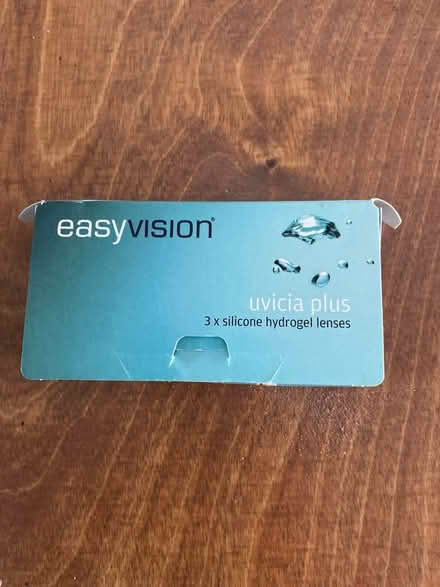 easyvision®
uvicia plus
3 x silicone hydrogel lenses